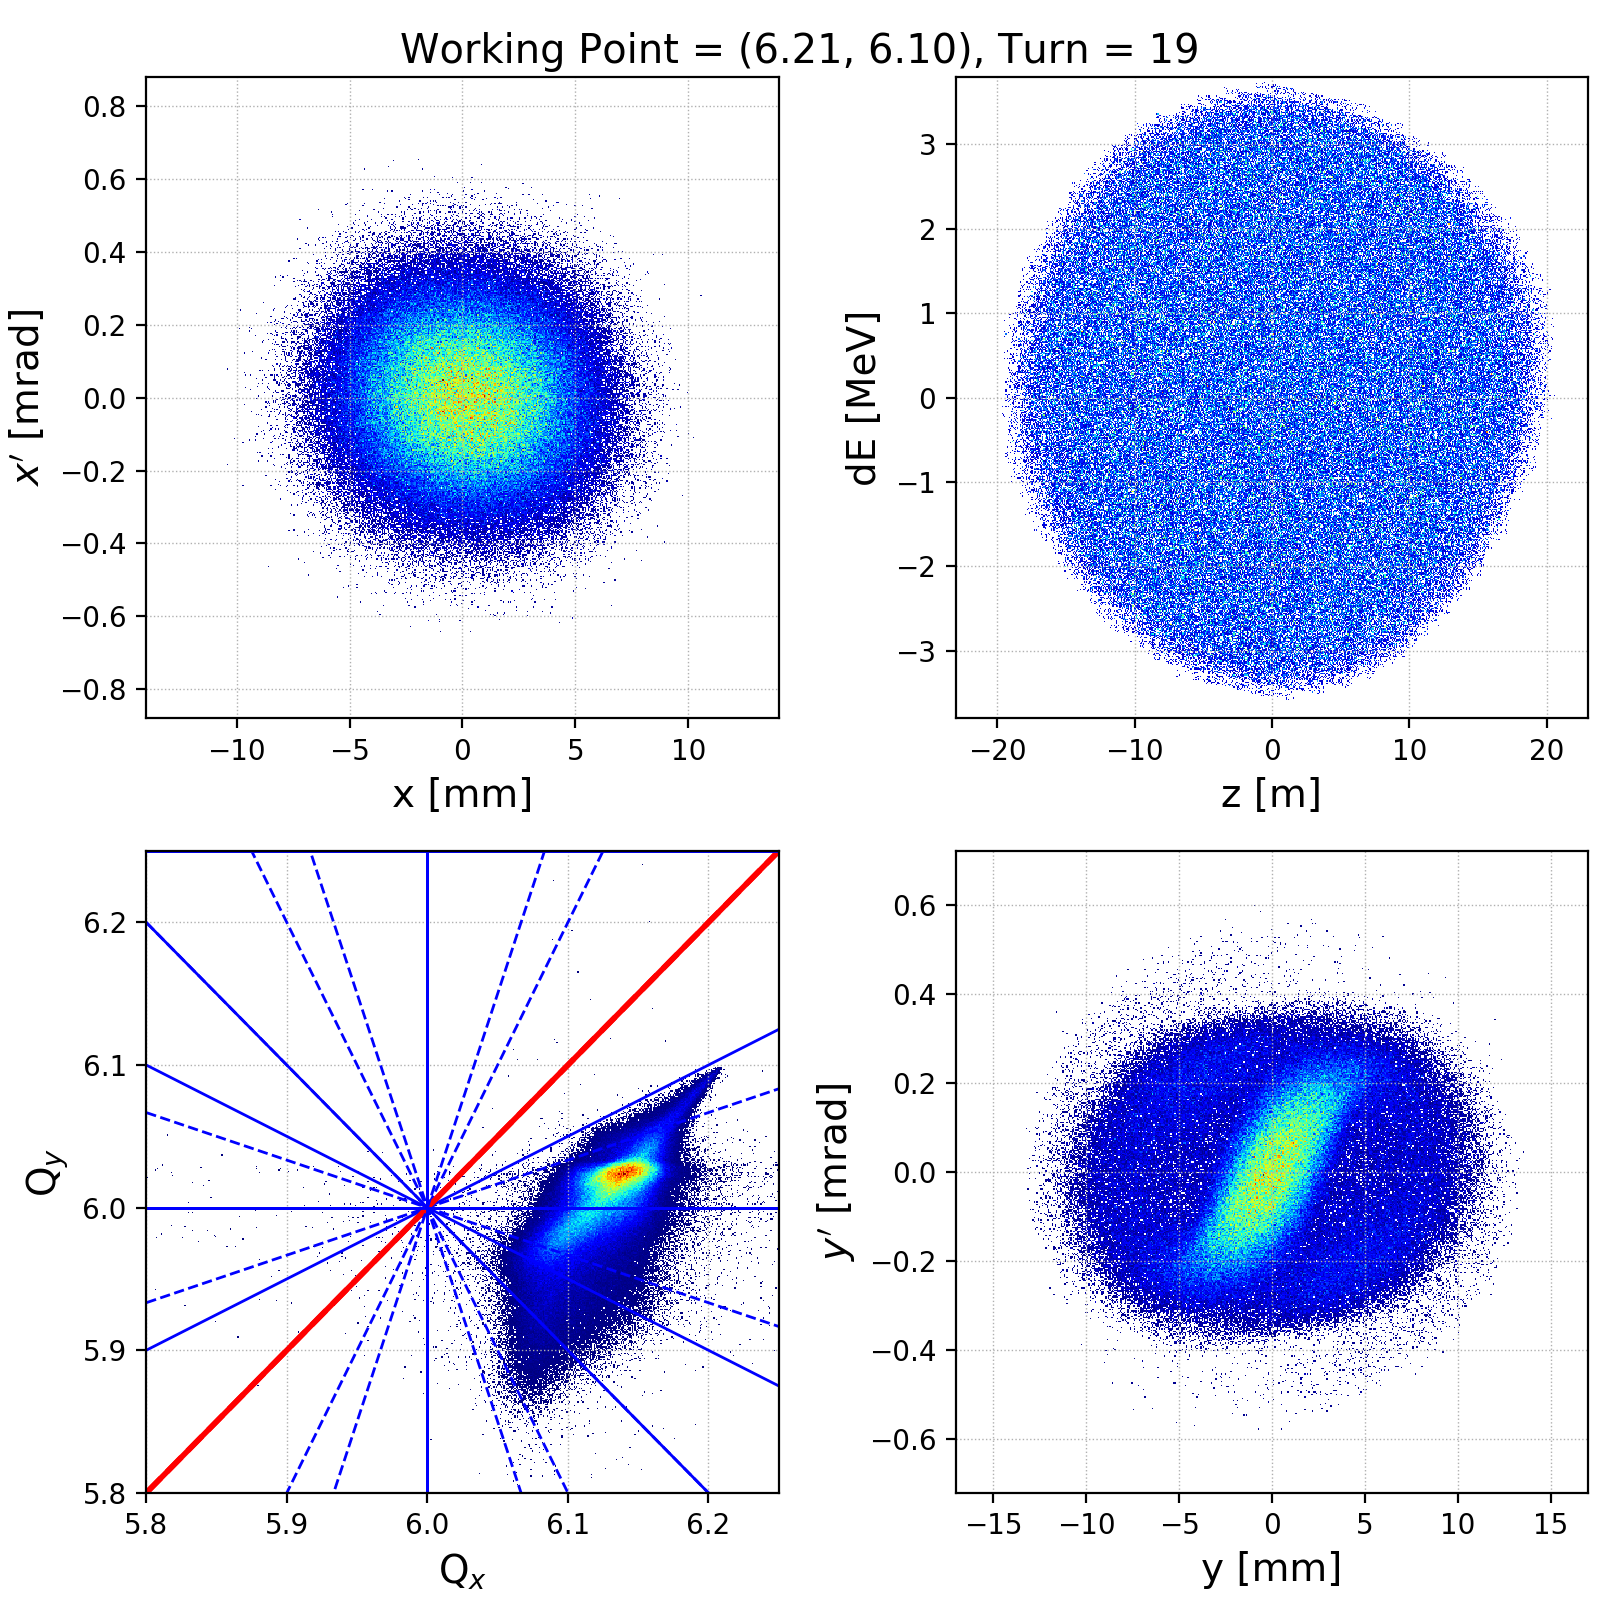 Working Point = (6.21, 6.10), Turn = 19
0.8
0.6
0.4
0.2
0.0
−0.2
−0.4
−0.6
−0.8
x′ [mrad]
−10 −5 0 5 10
x [mm]
3
2
1
0
−1
−2
−3
dE [MeV]
−20 −10 0 10 20
z [m]
6.2
6.1
6.0
5.9
5.8
Qy
5.8 5.9 6.0 6.1 6.2
Qx
0.6
0.4
0.2
0.0
−0.2
−0.4
−0.6
y′ [mrad]
−15 −10 −5 0 5 10 15
y [mm]